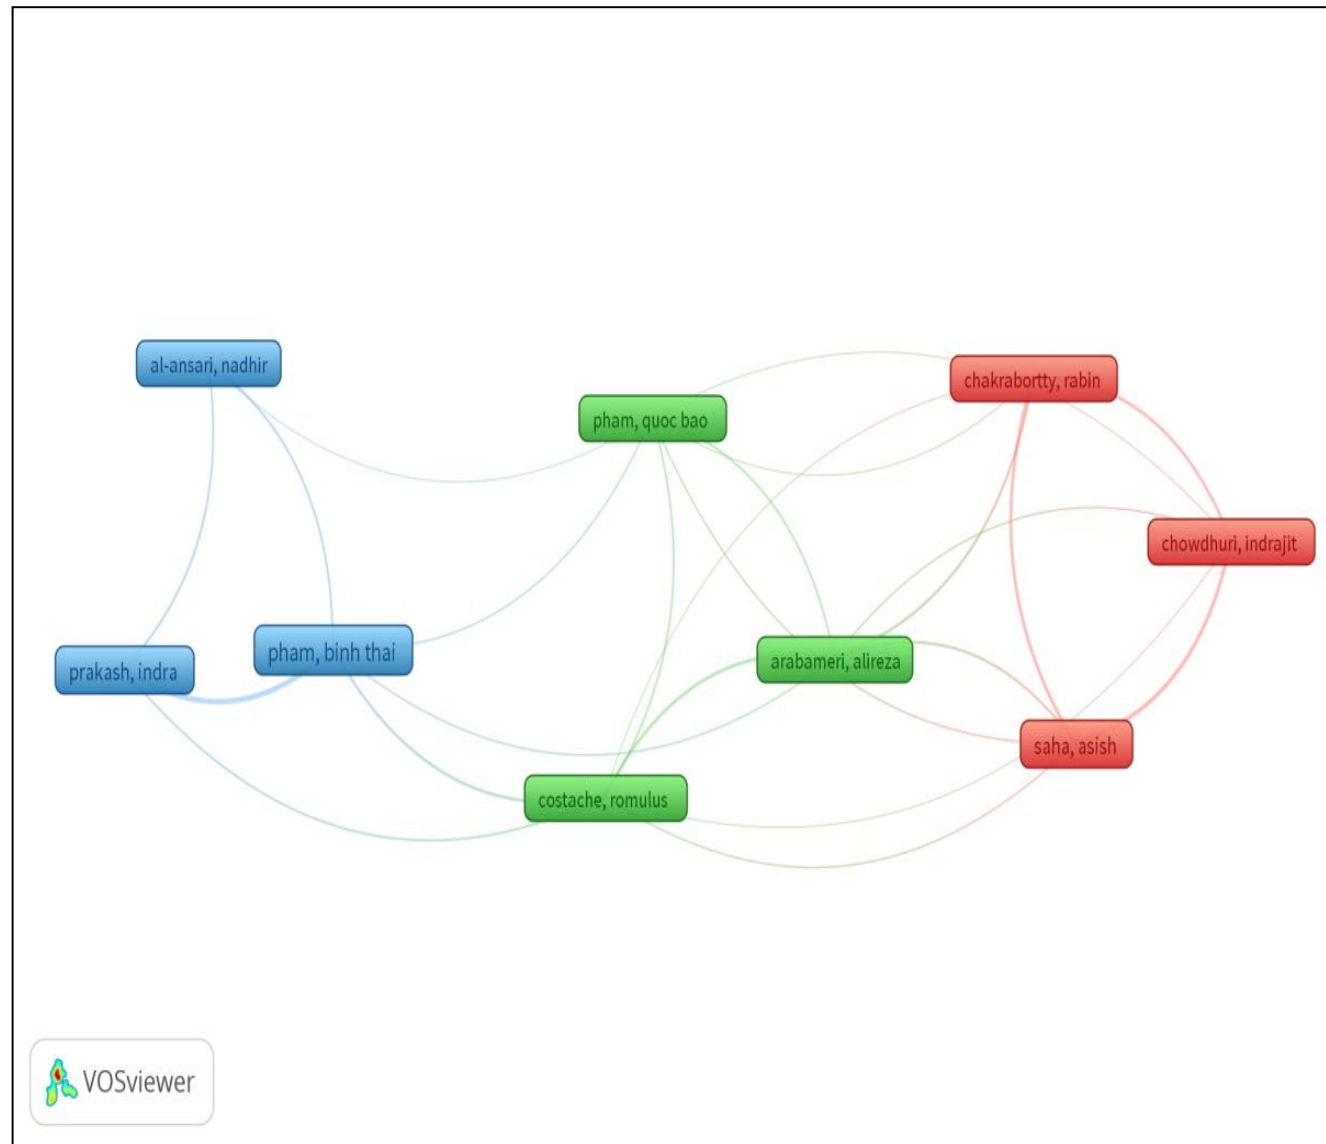 al-ansari, nadhir
chakrabortty, rabin
pham, quoc bao
chowdhuri, indrajit
pham, binh thai
arabameri, alireza
prakash, indra
saha, asish
costache, romulus
VOSviewer